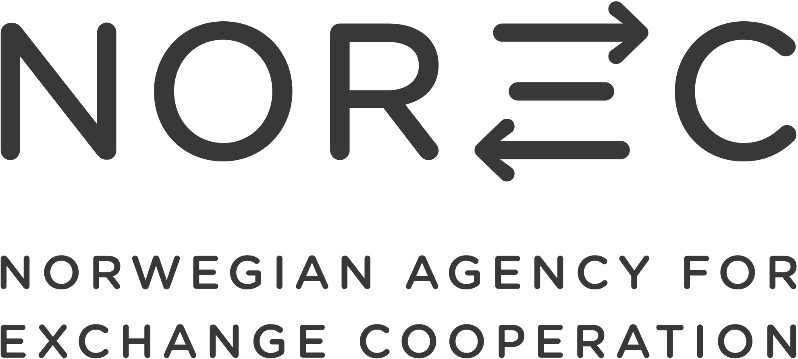 NOREC
NORWEGIAN AGENCY FOR
EXCHANGE COOPERATION